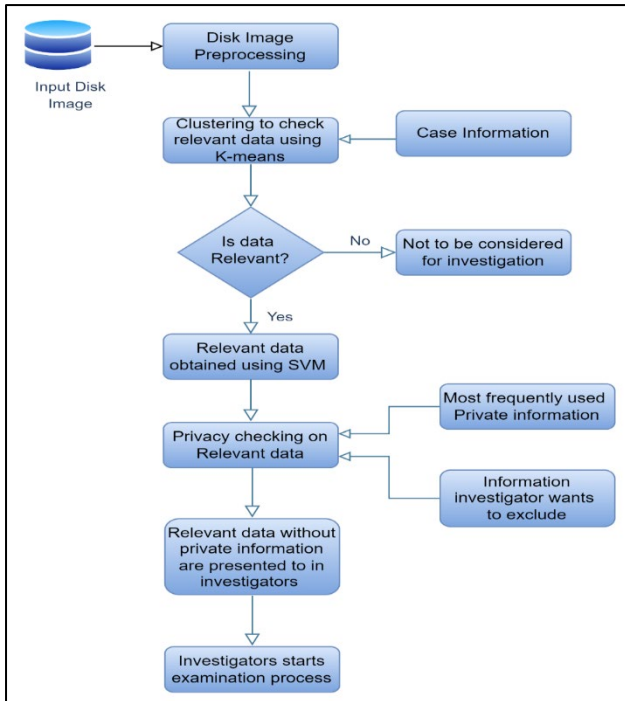 Input Disk
Image
Disk Image
Preprocessing
Clustering to check
relevant data using
K-means
Case Information
Is data
Relevant?
No
Not to be considered
for investigation
Yes
Relevant data
obtained using SVM
Most frequently used
Private information
Privacy checking on
Relevant data
Information
investigator wants
to exclude
Relevant data without
private information
are presented to in
investigators
Investigators starts
examination process